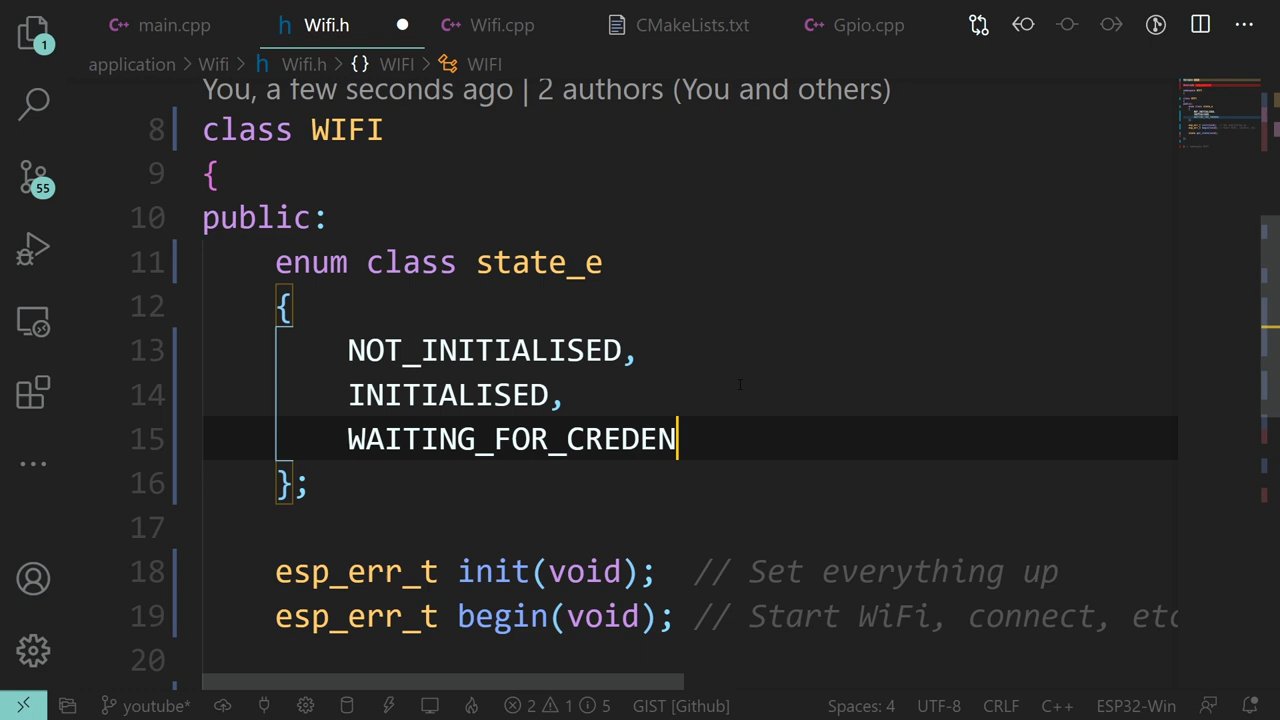 main.cpp Wifi.h Wifi.cpp CMakeLists.txt Gpio.cpp
application > Wifi > h Wifi.h > {} WIFI > WIFI
You, a few seconds ago | 2 authors (You and others)
8 class WIFI
9 {
10 public:
11 enum class state_e
12 {
13 NOT_INITIALISED,
14 INITIALISED,
15 WAITING_FOR_CREDEN
16 };
17
18 esp_err_t init(void); // Set everything up
19 esp_err_t begin(void); // Start WiFi, connect, etc
20
1
55
youtube* 2 1 5 GIST [Github] Spaces: 4 UTF-8 CRLF C++ ESP32-Win